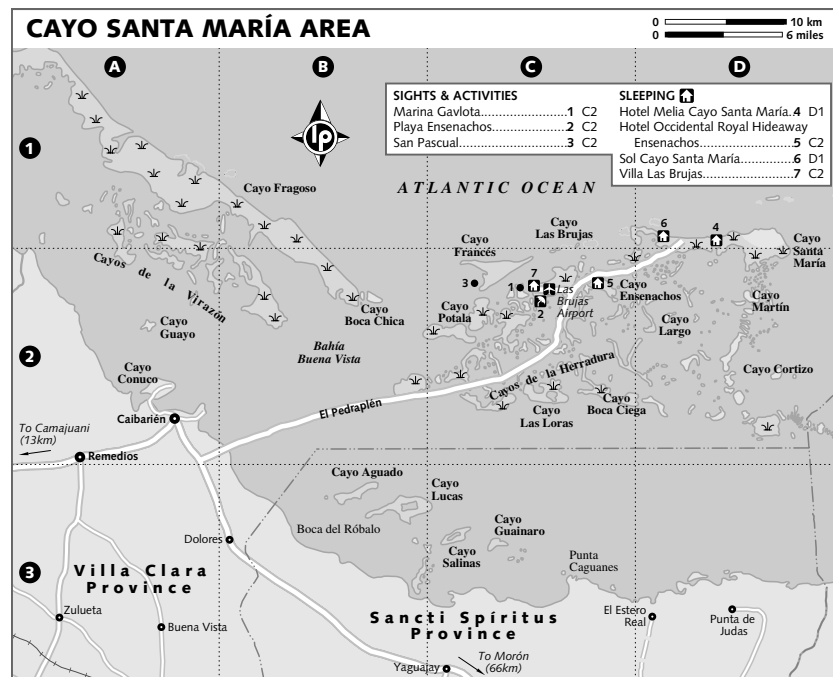 CAYO SANTA MARÍA AREA
0 10 km
0 6 miles
A
B
C
D
SIGHTS & ACTIVITIES
Marina Gavlota.........................1 C2
Playa Ensenachos.....................2 C2
San Pascual..............................3 C2
SLEEPING
Hotel Melia Cayo Santa María.4 D1
Hotel Occidental Royal Hideaway
Ensenachos.........................5 C2
Sol Cayo Santa María...............6 D1
Villa Las Brujas........................7 C2
lp
1
Cayo Fragoso
ATLANTIC OCEAN
Cayo
Las Brujas
6
4
Cayo
Santa
María
Cayo
Francés
Cayos de la Virazón
3
1
7
5
2
Las
Brujas
Airport
Cayo
Ensenachos
Cayo
Martín
Cayo
Potala
Cayo
Boca Chica
Cayo
Guayo
Cayo
Largo
Bahía
Buena Vista
2
Cayo
Conuco
Cayos de la Herradura
Cayo Cortizo
El Pedraplén
Cayo
Las Loras
Cayo
Boca Ciega
Caibarién
To Camajuani
(13km)
Remedios
Cayo Aguado
Cayo
Lucas
Boca del Róbalo
Cayo
Guainaro
Dolores
Cayo
Salinas
Punta
Caguanes
3
Villa Clara
Province
Zulueta
Buena Vista
Sancti Spíritus
Province
El Estero
Real
Punta de
Judas
To Morón
(66km)
Yaguajay